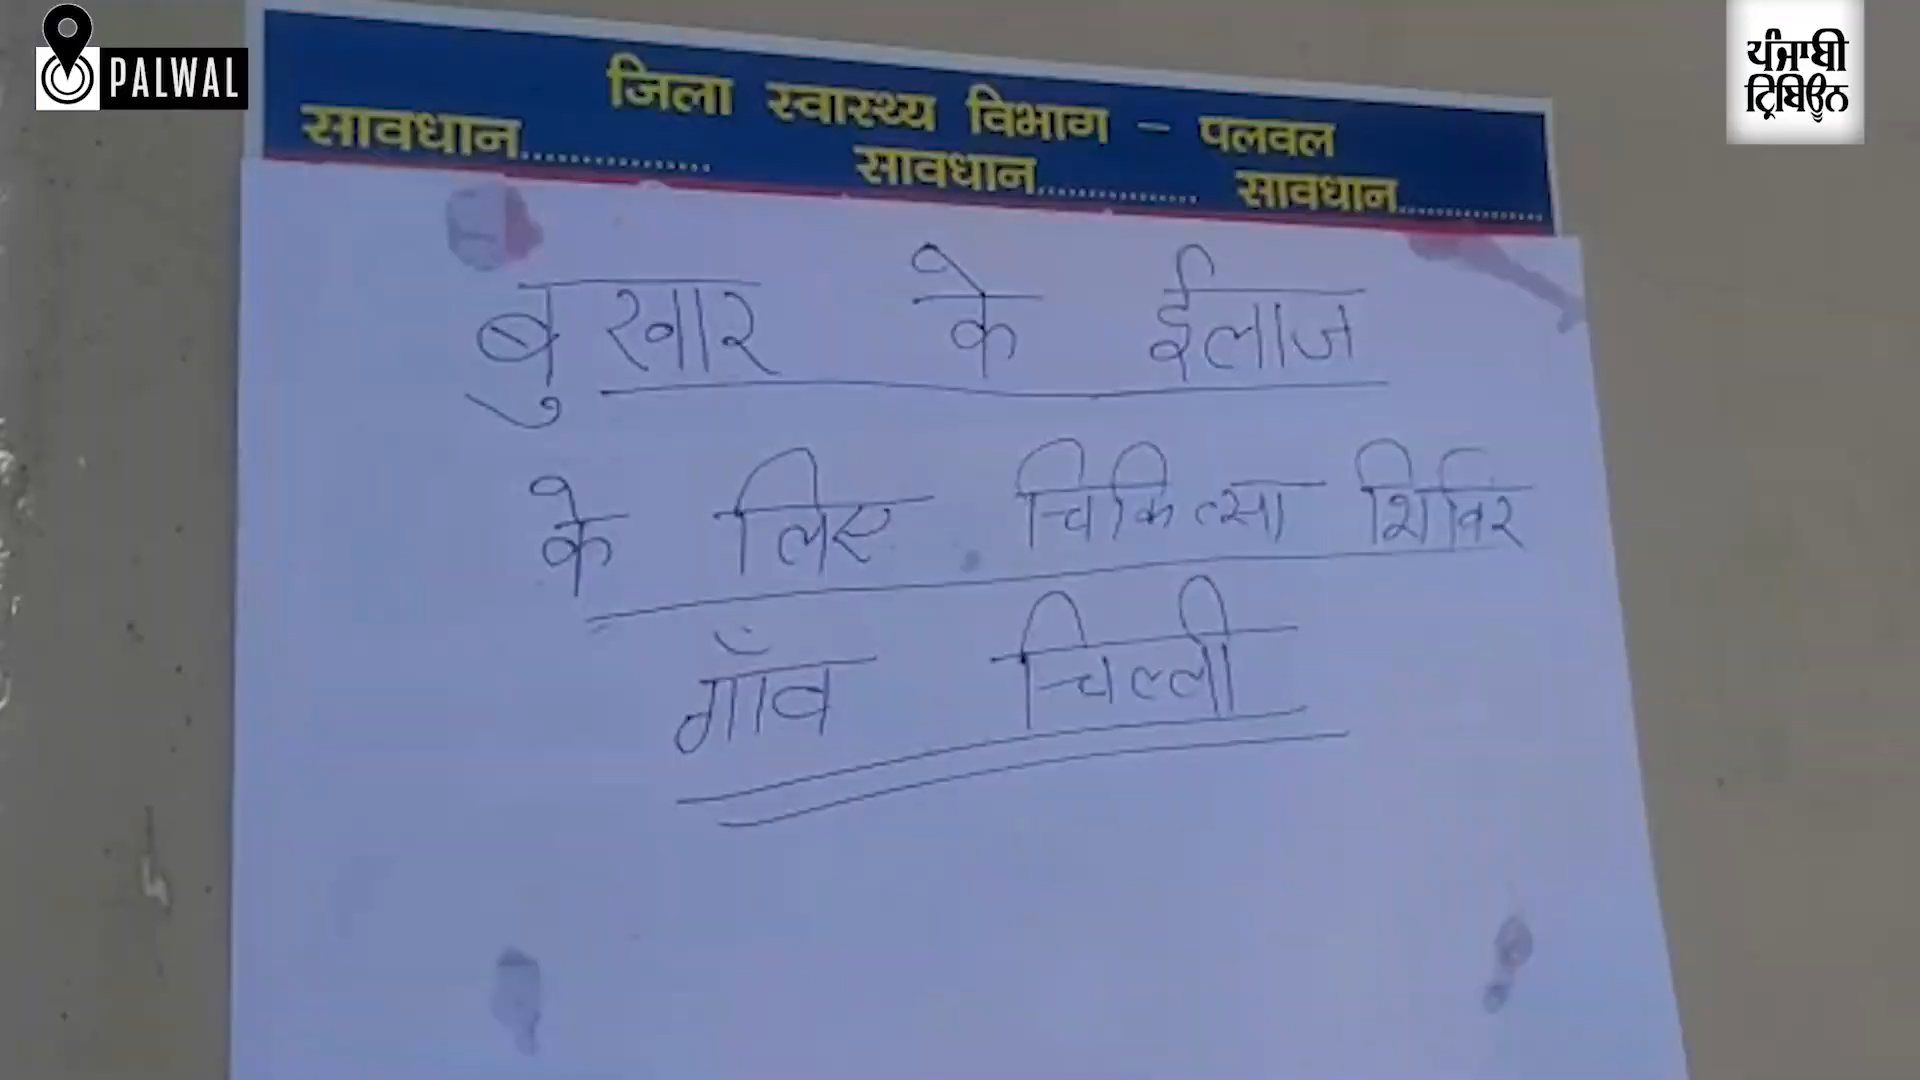 PALWAL
ਪੰਜਾਬੀ
ਟ੍ਰਿਬਿਊਨ
जिला स्वास्थ्य विभाग - पलवल
सावधान.................. सावधान............... सावधान...............
बुखार के ईलाज
के लिए चिकित्सा शिविर
गाँव चिल्ली